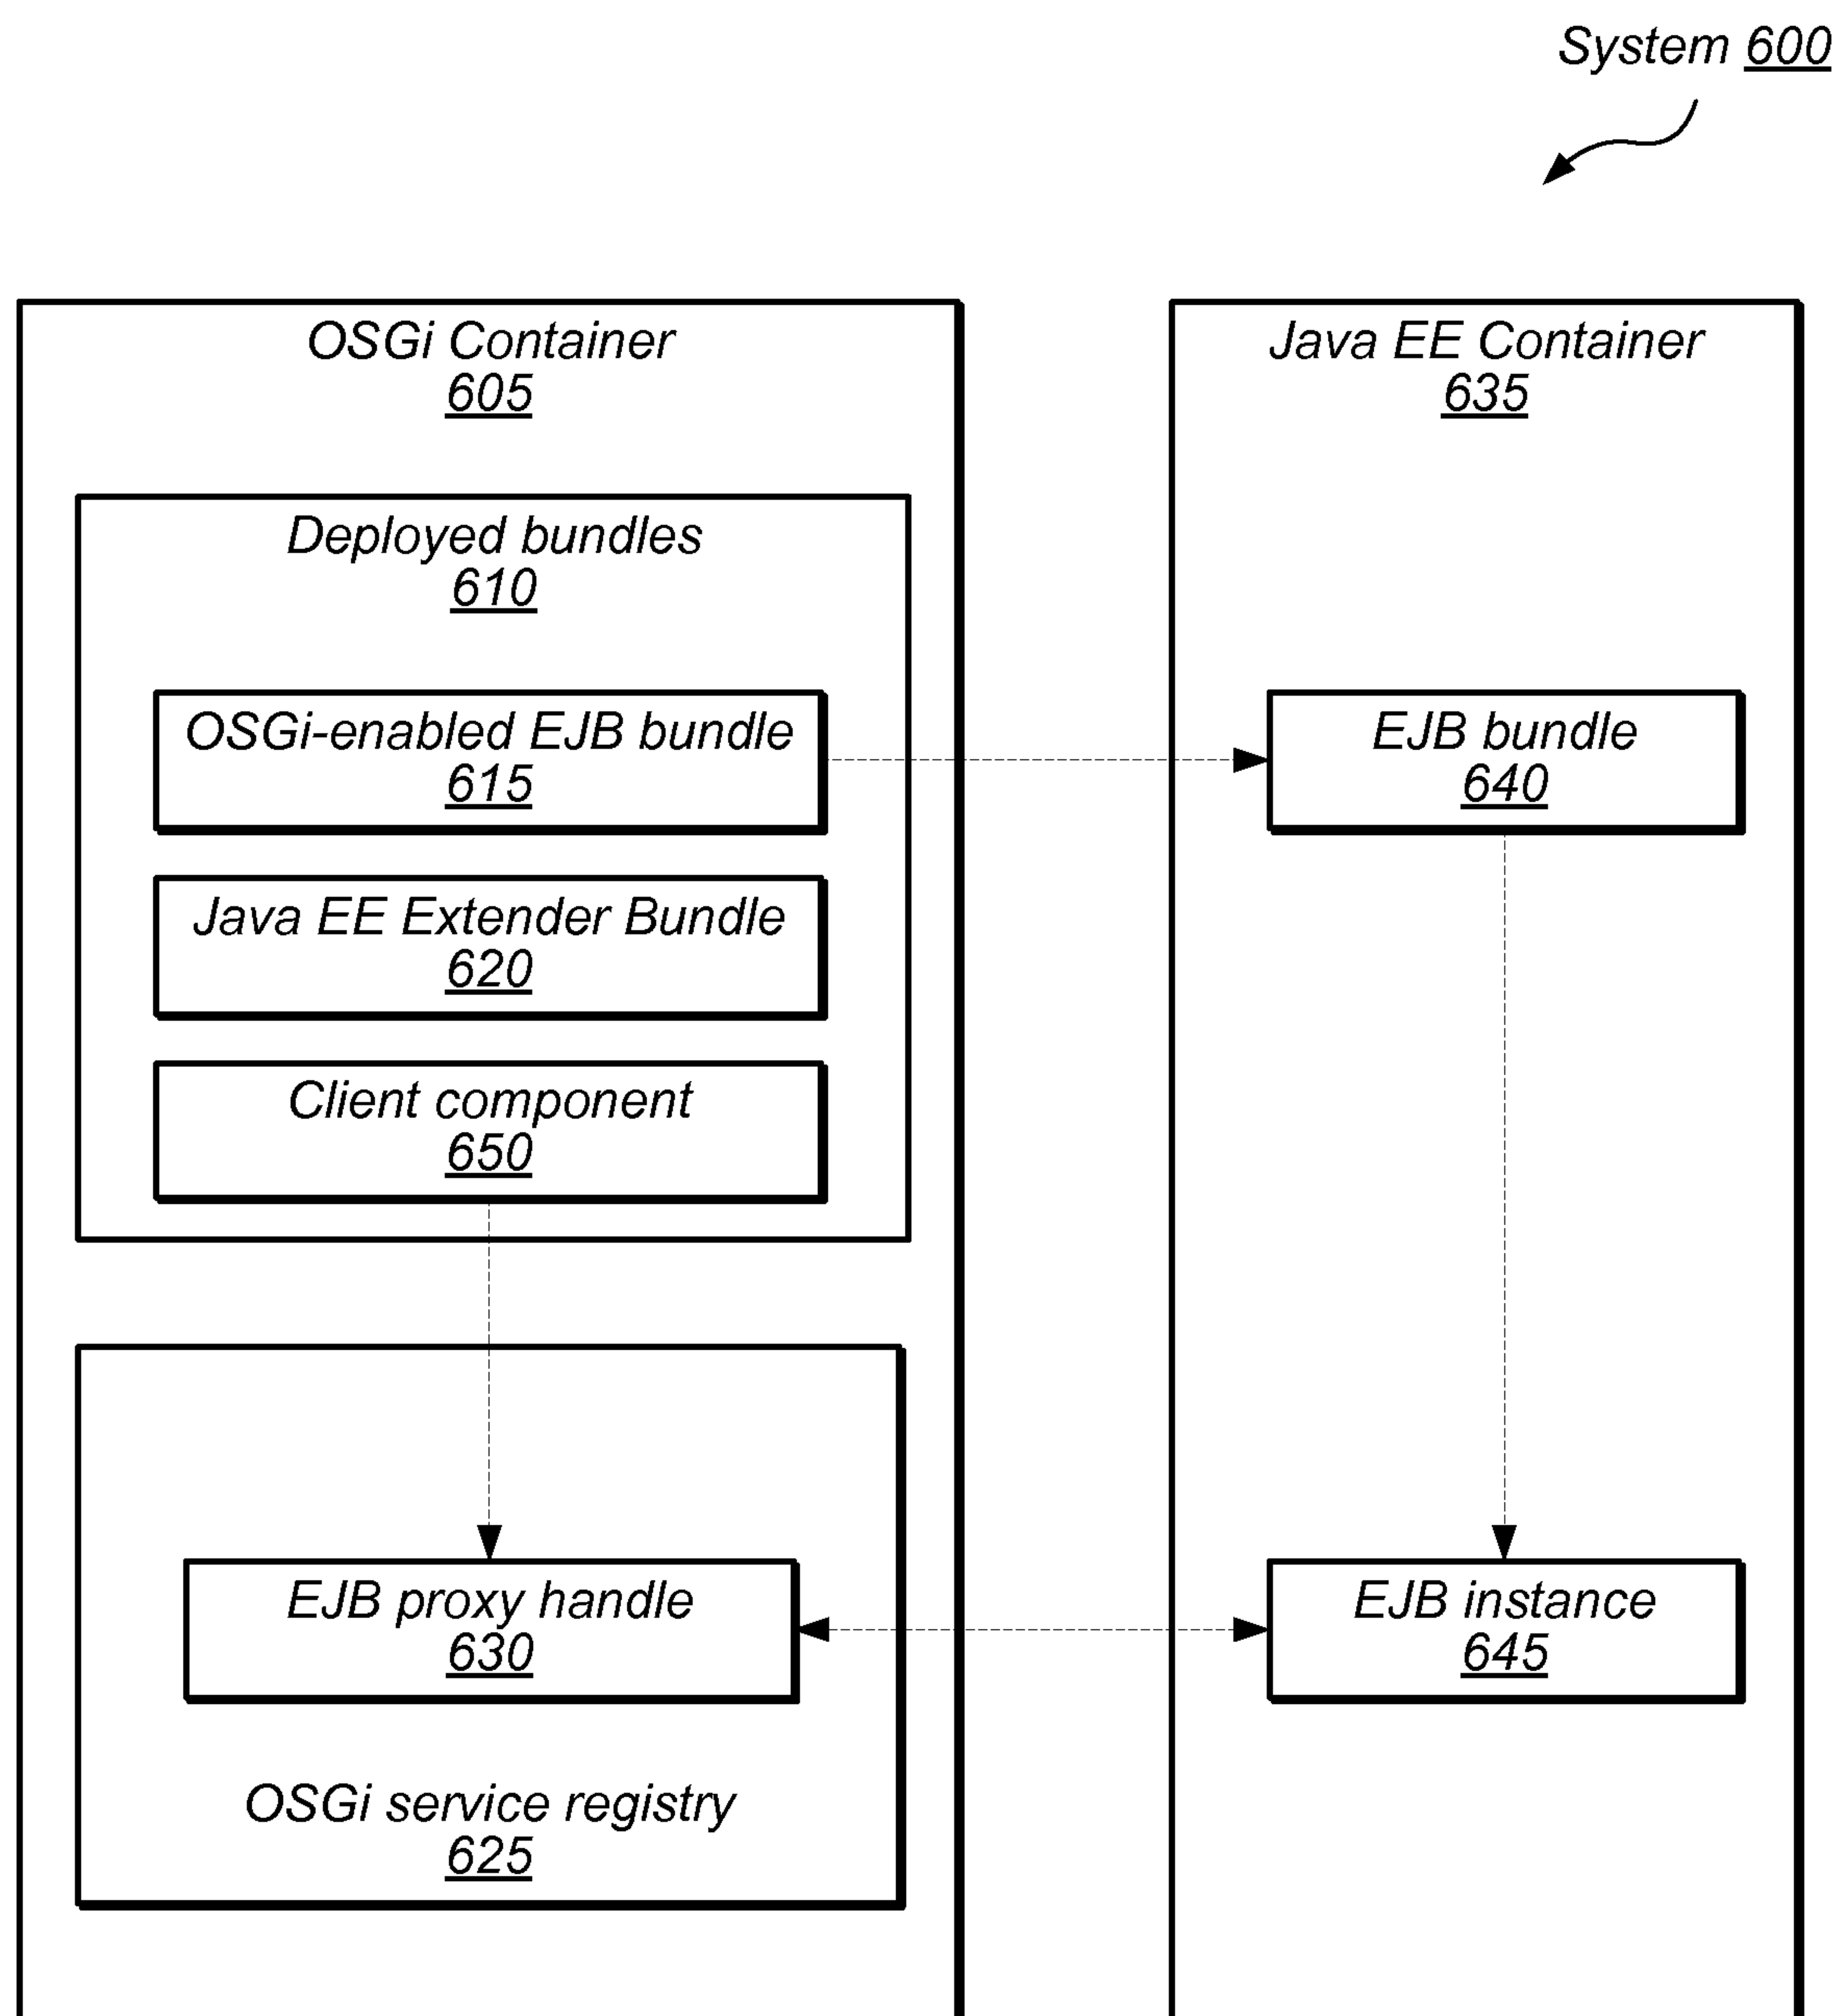 System 600
OSGi Container
605
Deployed bundles
610
OSGi-enabled EJB bundle
615
Java EE Extender Bundle
620
Client component
650
EJB proxy handle
630
OSGi service registry
625
Java EE Container
635
EJB bundle
640
EJB instance
645